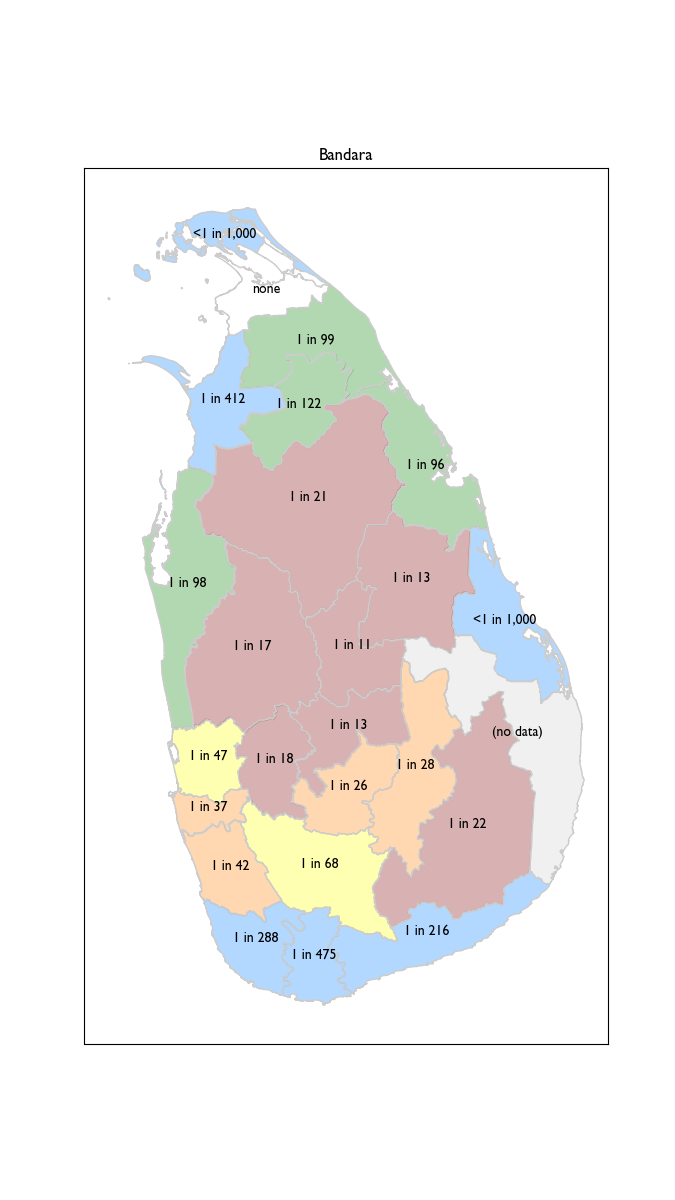 Bandara
<1 in 1,000
none
1 in 99
1 in 412
1 in 122
1 in 96
1 in 21
1 in 13
1 in 98
<1 in 1,000
1 in 17
1 in 11
1 in 13
(no data)
1 in 47
1 in 18
1 in 28
1 in 26
1 in 37
1 in 22
1 in 68
1 in 42
1 in 216
1 in 288
1 in 475